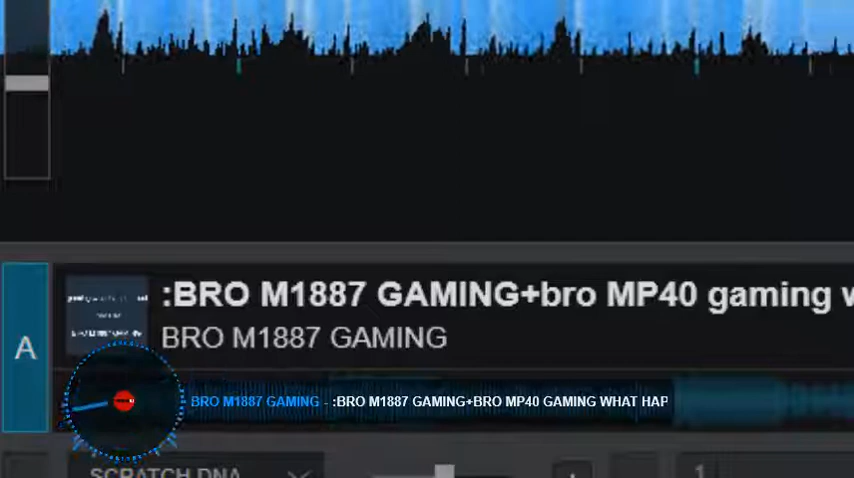 :BRO M1887 GAMING+bro MP40 gaming w
BRO M1887 GAMING
A
BRO M1887 GAMING - :BRO M1887 GAMING+BRO MP40 GAMING WHAT HAP
SCRATCH DNA
1